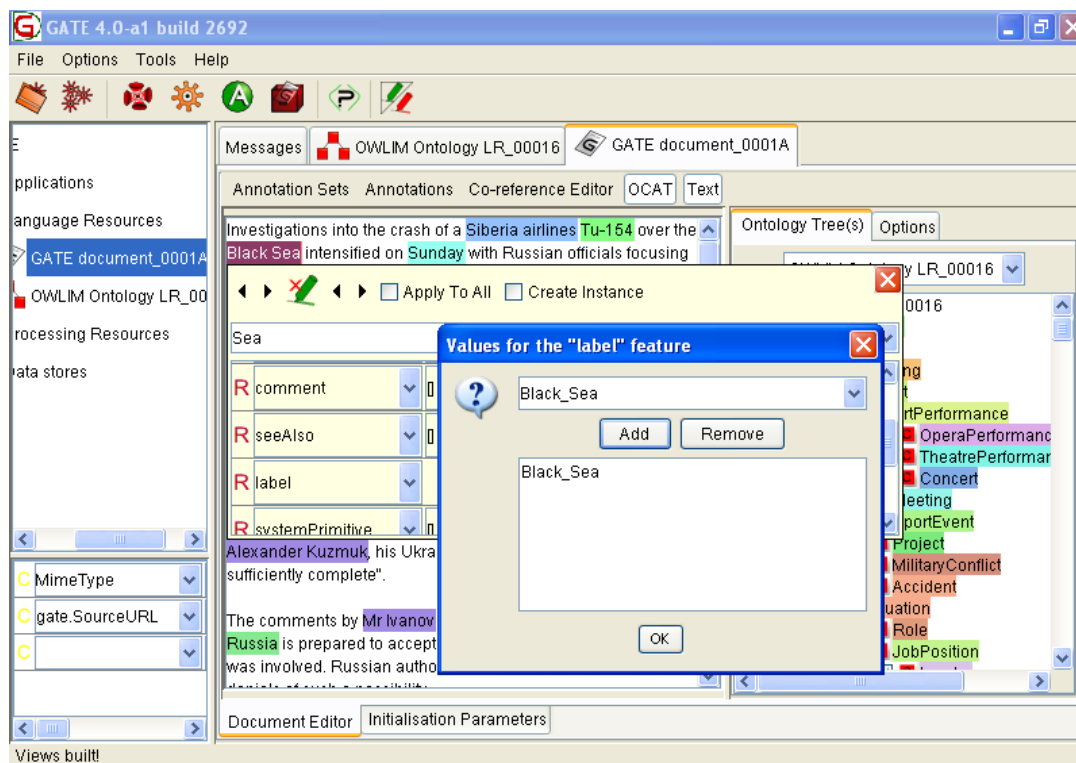 GATE 4.0-a1 build 2692
File Options Tools Help
Messages
OWLIM Ontology LR_00016
GATE document_0001A
pplications
anguage Resources
GATE document_0001A
OWLIM Ontology LR_00
rocessing Resources
ata stores
Annotation Sets Annotations Co-reference Editor OCAT Text
Investigations into the crash of a Siberia airlines Tu-154 over the
Black Sea intensified on Sunday with Russian officials focusing
Apply To All Create Instance
Sea
R comment []
R seeAlso []
R label
R systemPrimitive []
Values for the "label" feature
Black_Sea
Add Remove
Black_Sea
OK
Alexander Kuzmuk, his Ukra
sufficiently complete".
The comments by Mr Ivanov
Russia is prepared to accept
was involved. Russian autho
Ontology Tree(s) Options
y LR_00016
0016
ng
t
rtPerformance
OperaPerformanc
TheatrePerformar
Concert
leeting
portEvent
Project
MilitaryConflict
Accident
uation
Role
JobPosition
C MimeType
C gate.SourceURL
C
Document Editor Initialisation Parameters
Views built!